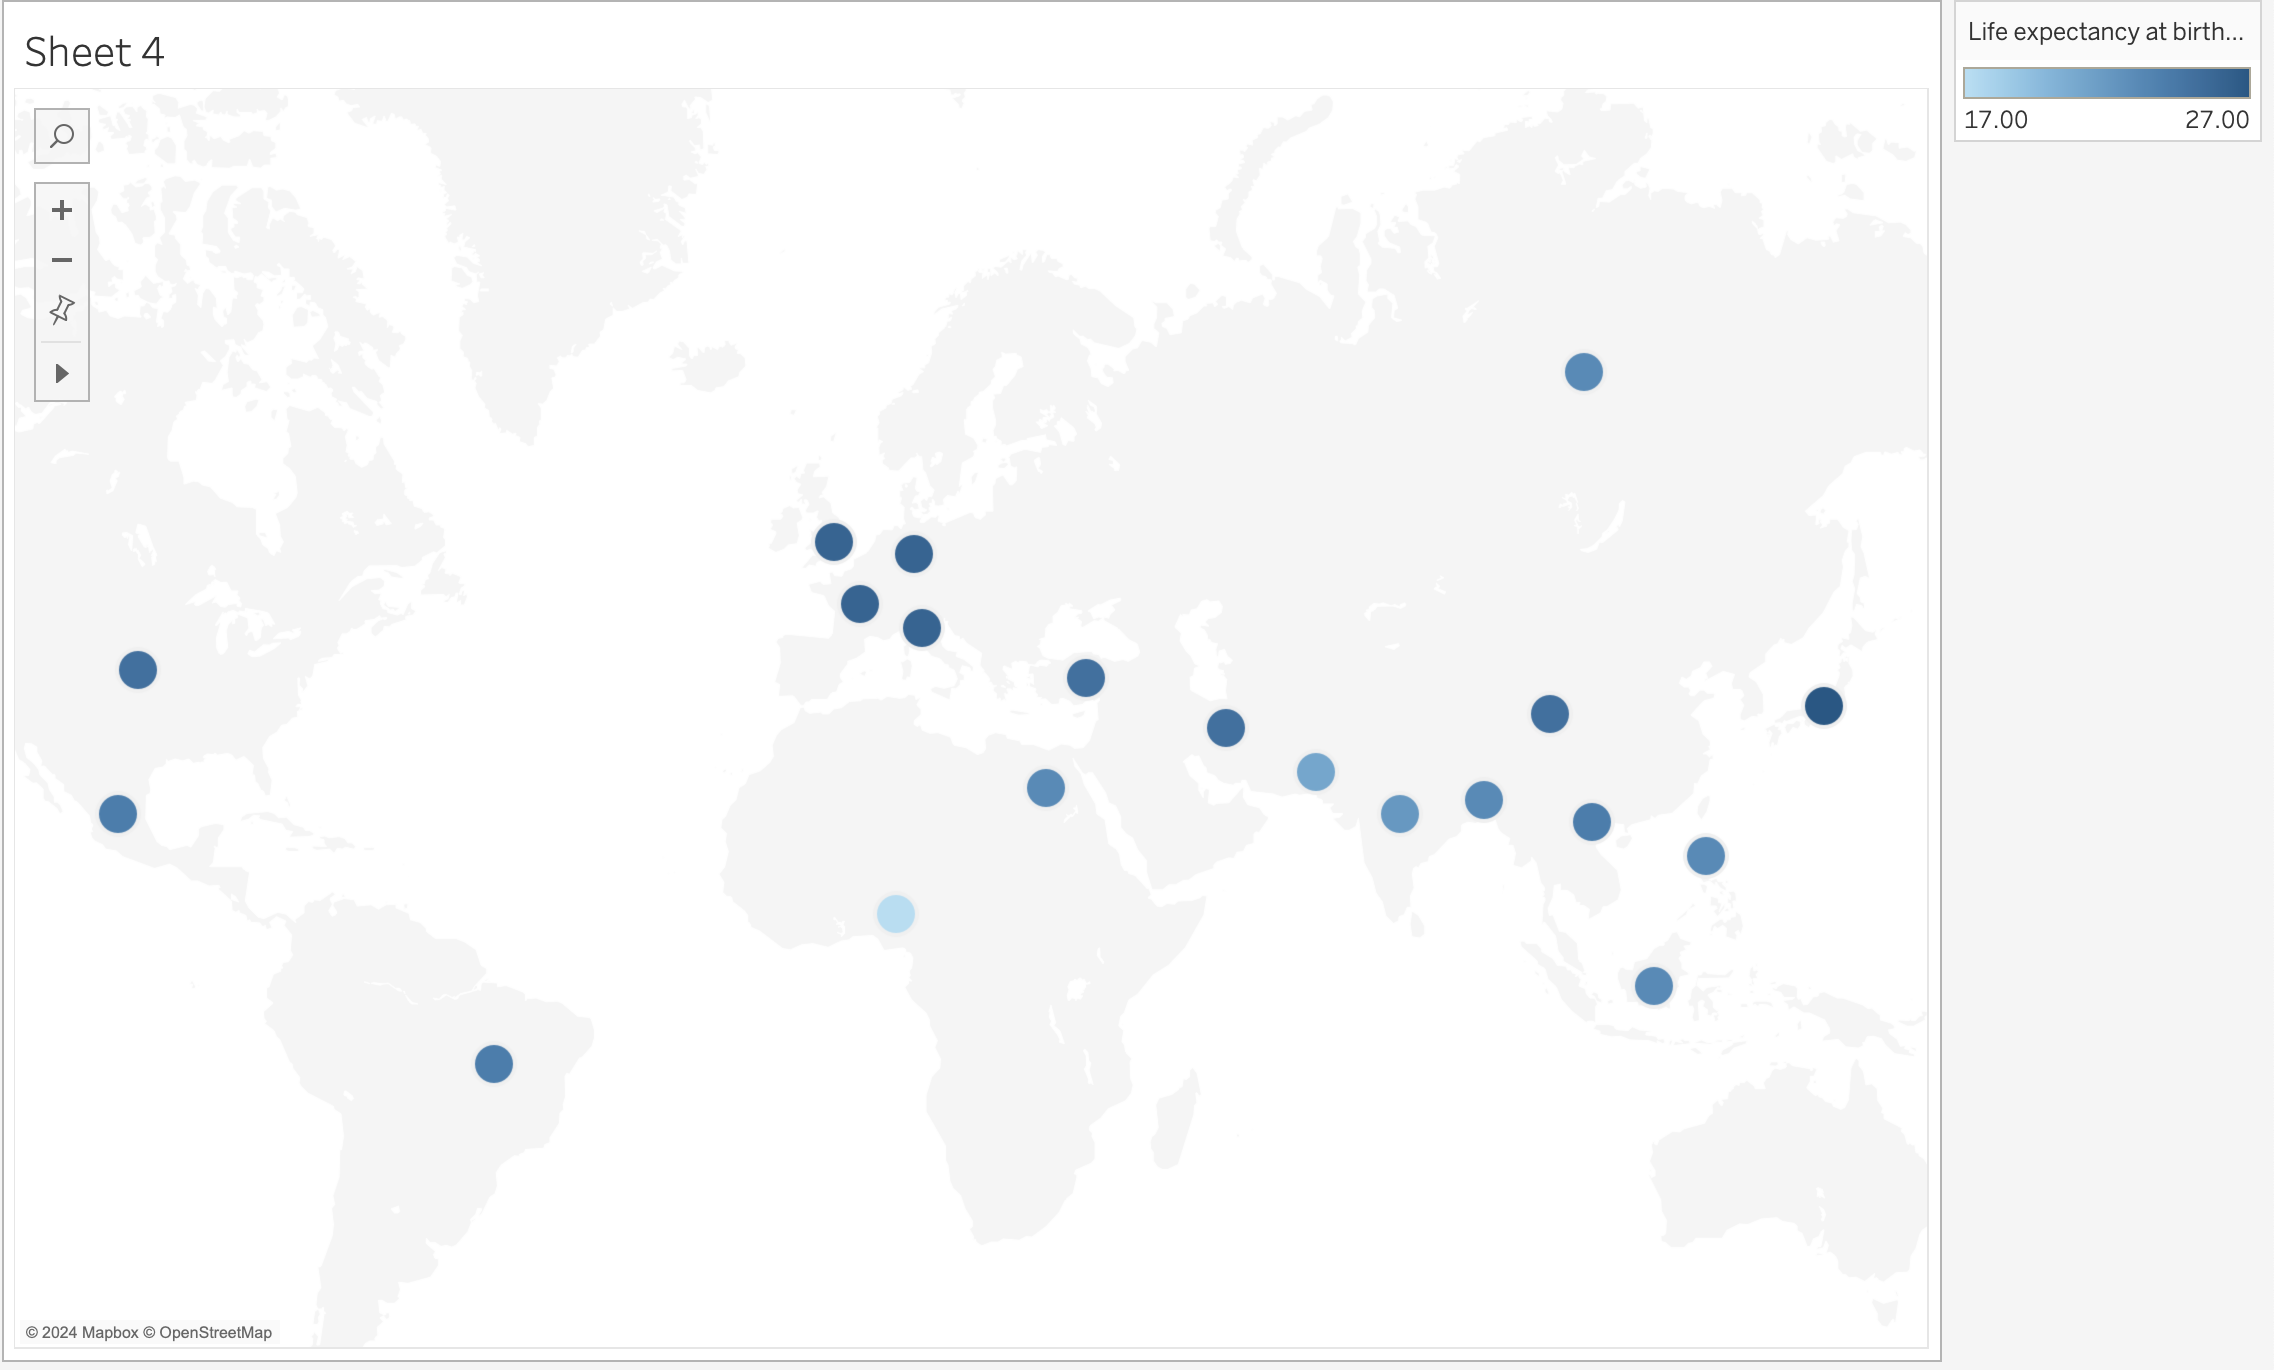 Sheet 4
Life expectancy at birth...
17.00 27.00
© 2024 Mapbox © OpenStreetMap